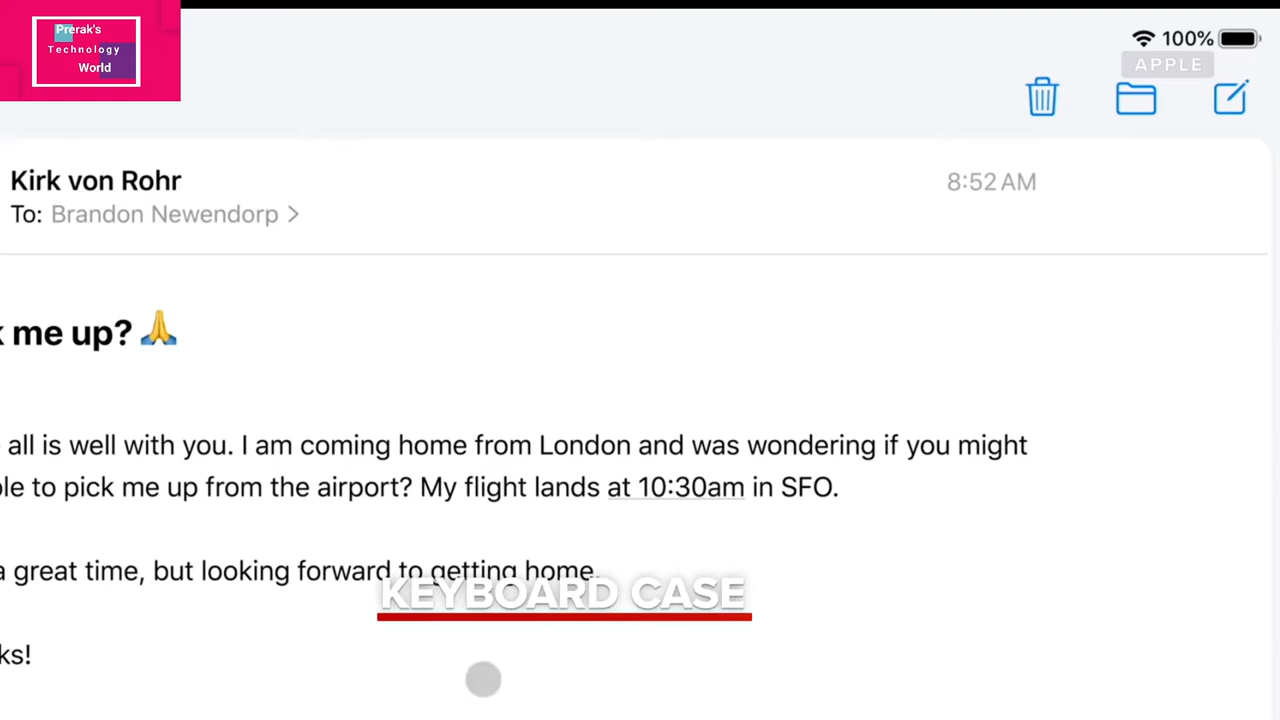 Prerak's
Technology
World
100%
APPLE
Kirk von Rohr
8:52 AM
To: Brandon Newendorp >
me up? 🙏
all is well with you. I am coming home from London and was wondering if you might
to pick me up from the airport? My flight lands at 10:30am in SFO.
a great time, but looking forward to getting home.
KEYBOARD CASE